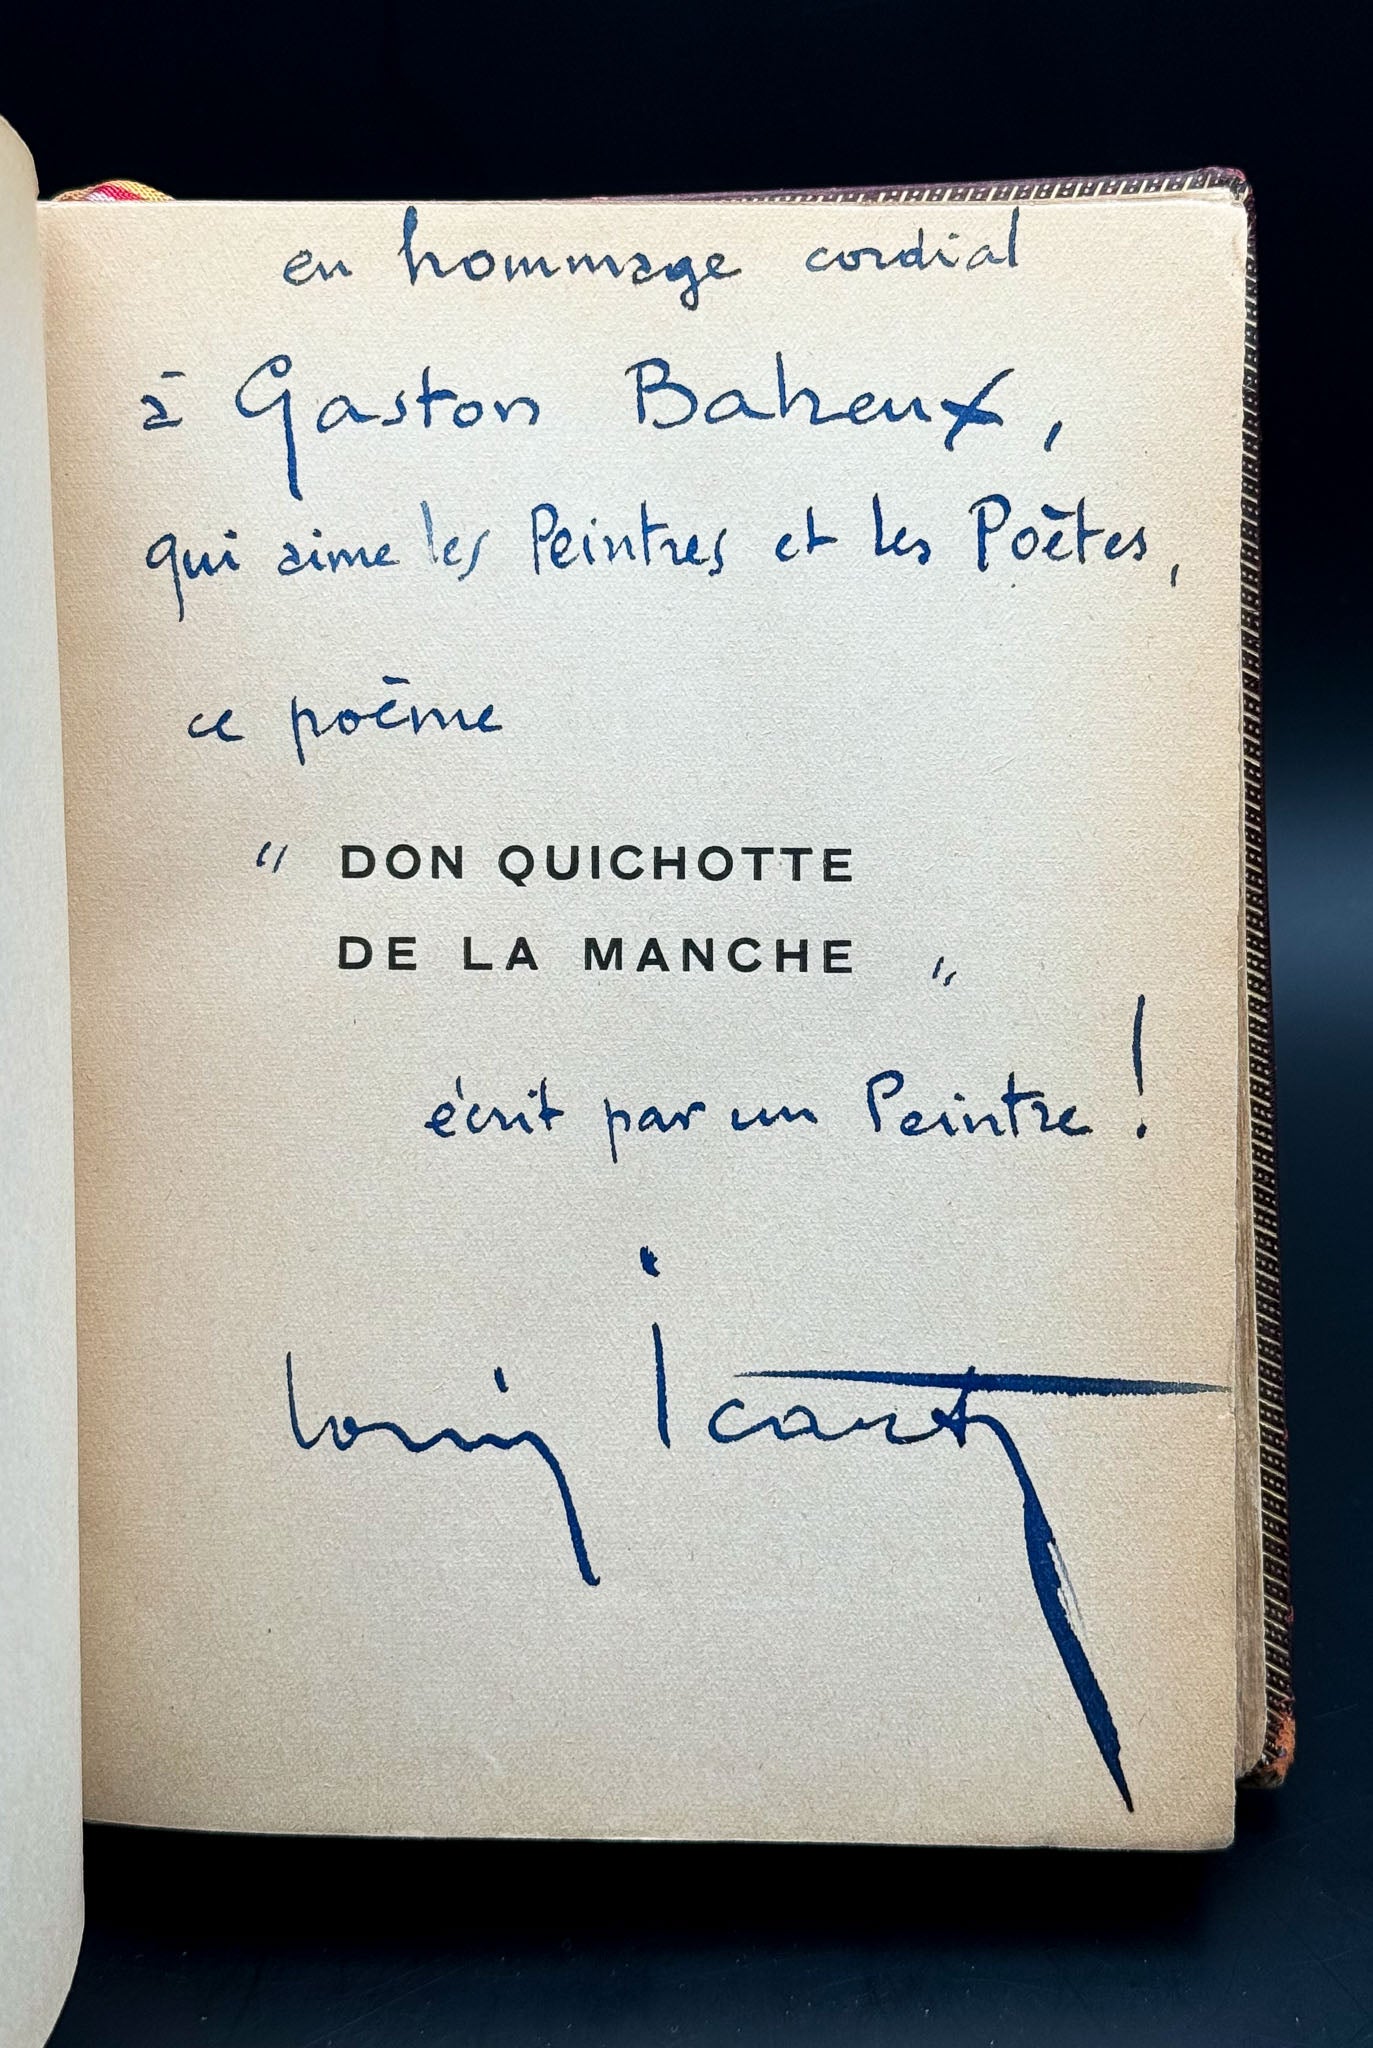 en hommage cordial
à Gaston Baheux,
qui aime les Peintres et les Poètes,
ce poème
" DON QUICHOTTE
DE LA MANCHE "
écrit par un Peintre !
Louis Icart